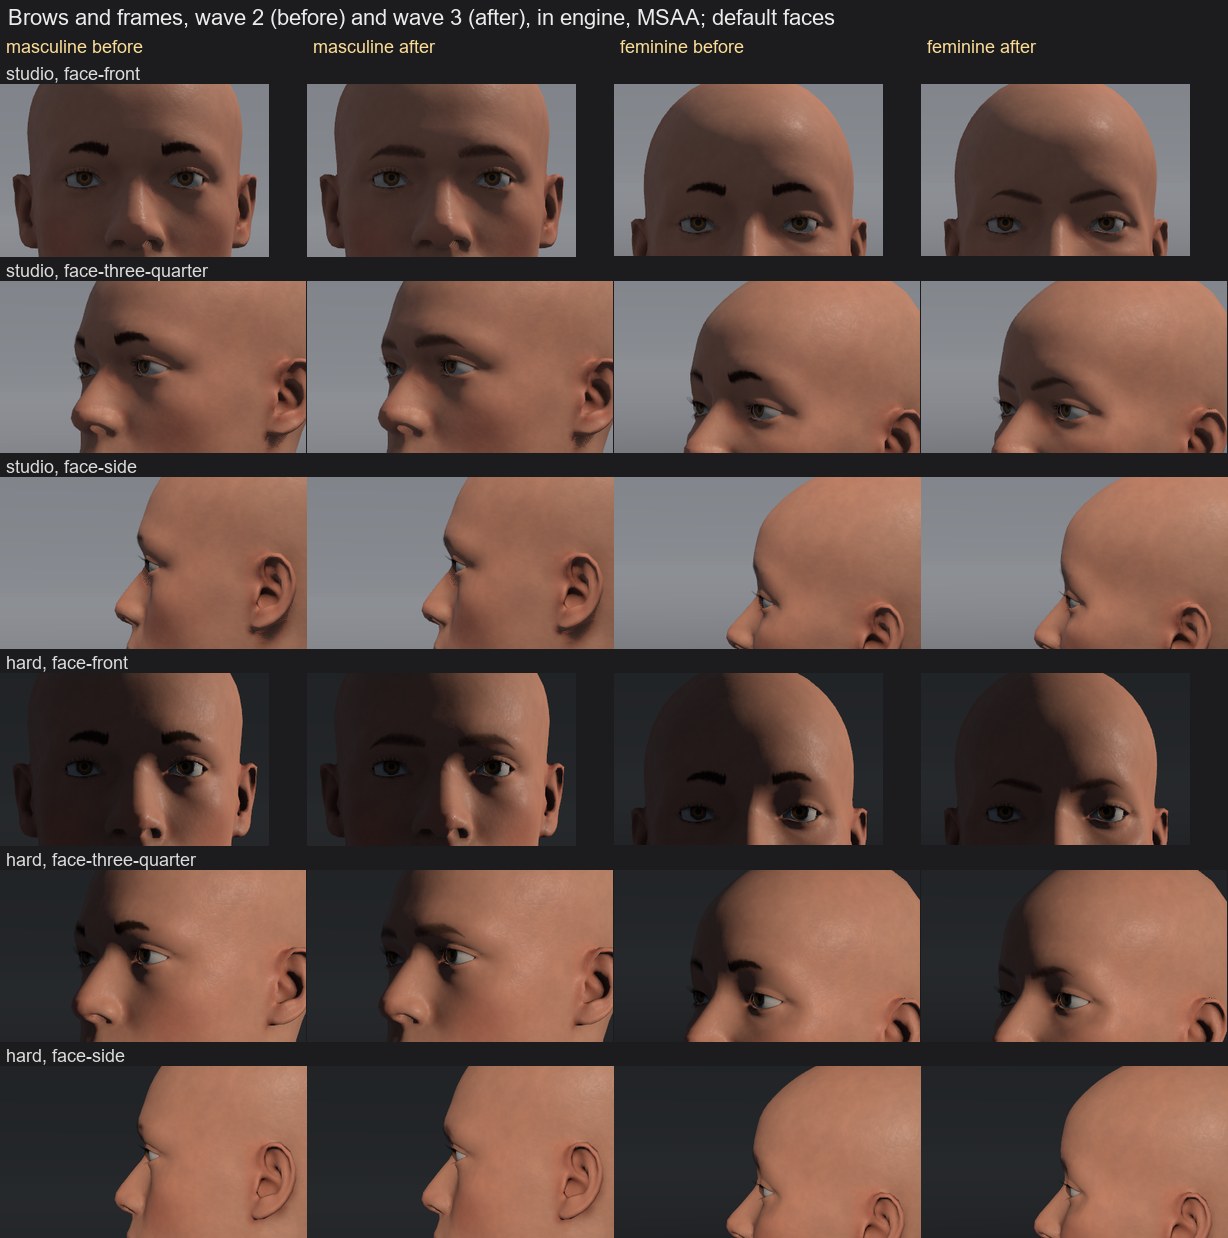 Brows and frames, wave 2 (before) and wave 3 (after), in engine, MSAA; default faces
masculine before masculine after feminine before feminine after
studio, face-front
studio, face-three-quarter
studio, face-side
hard, face-front
hard, face-three-quarter
hard, face-side